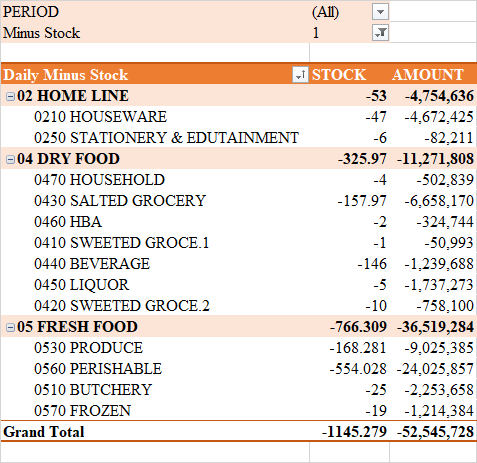 PERIOD (All)
Minus Stock 1
Daily Minus Stock STOCK AMOUNT
02 HOME LINE -53 -4,754,636
0210 HOUSEWARE -47 -4,672,425
0250 STATIONERY & EDUTAINMENT -6 -82,211
04 DRY FOOD -325.97 -11,271,808
0470 HOUSEHOLD -4 -502,839
0430 SALTED GROCERY -157.97 -6,658,170
0460 HBA -2 -324,744
0410 SWEETED GROCE.1 -1 -50,993
0440 BEVERAGE -146 -1,239,688
0450 LIQUOR -5 -1,737,273
0420 SWEETED GROCE.2 -10 -758,100
05 FRESH FOOD -766.309 -36,519,284
0530 PRODUCE -168.281 -9,025,385
0560 PERISHABLE -554.028 -24,025,857
0510 BUTCHERY -25 -2,253,658
0570 FROZEN -19 -1,214,384
Grand Total -1145.279 -52,545,728